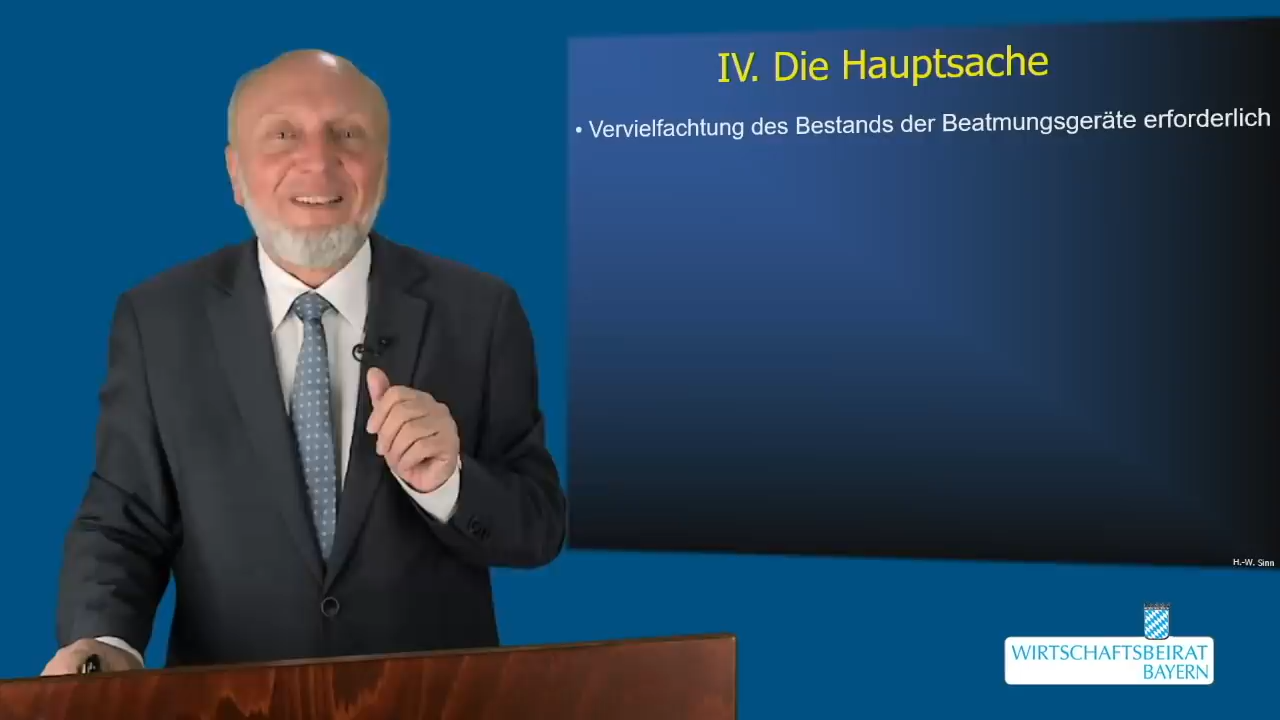 IV. Die Hauptsache
• Vervielfachtung des Bestands der Beatmungsgeräte erforderlich
H.-W. Sinn
WIRTSCHAFTSBEIRAT
BAYERN